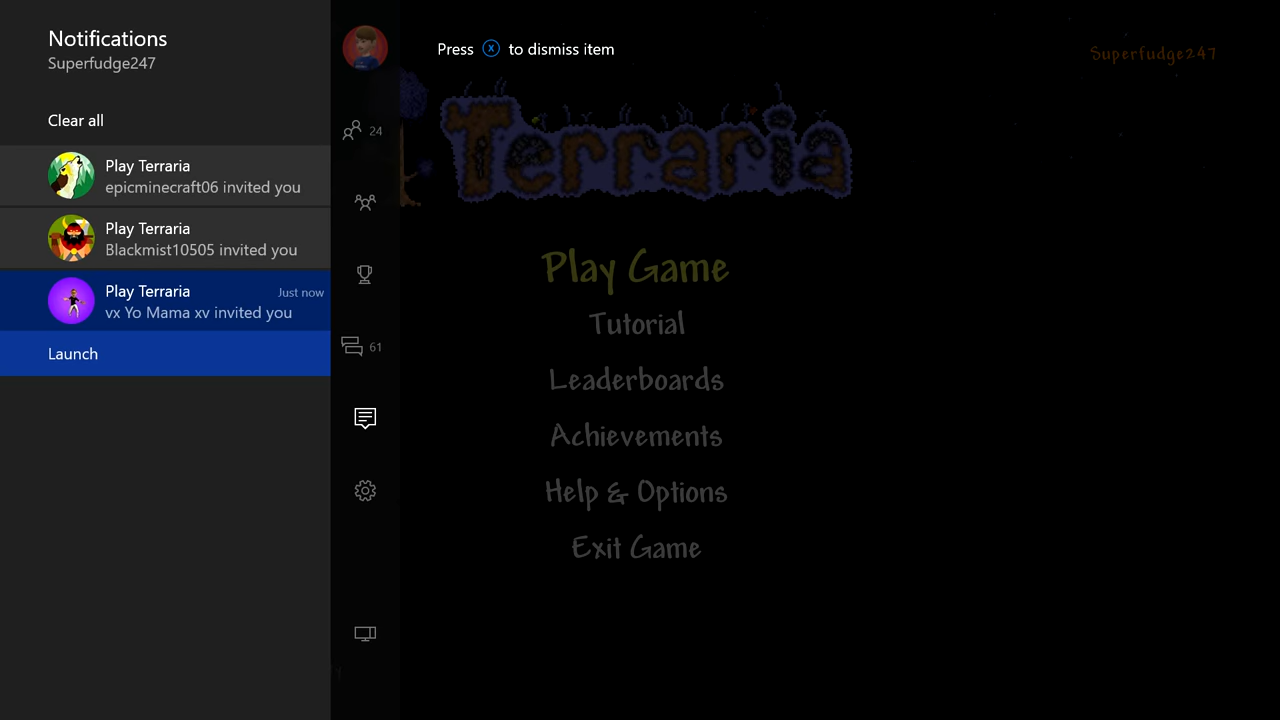 Notifications
Superfudge247
Clear all
Play Terraria
epicminecraft06 invited you
Play Terraria
Blackmist10505 invited you
Play Terraria Just now
vx Yo Mama xv invited you
Launch
24
61
Press X to dismiss item
Superfudge247
Terraria
Play Game
Tutorial
Leaderboards
Achievements
Help & Options
Exit Game